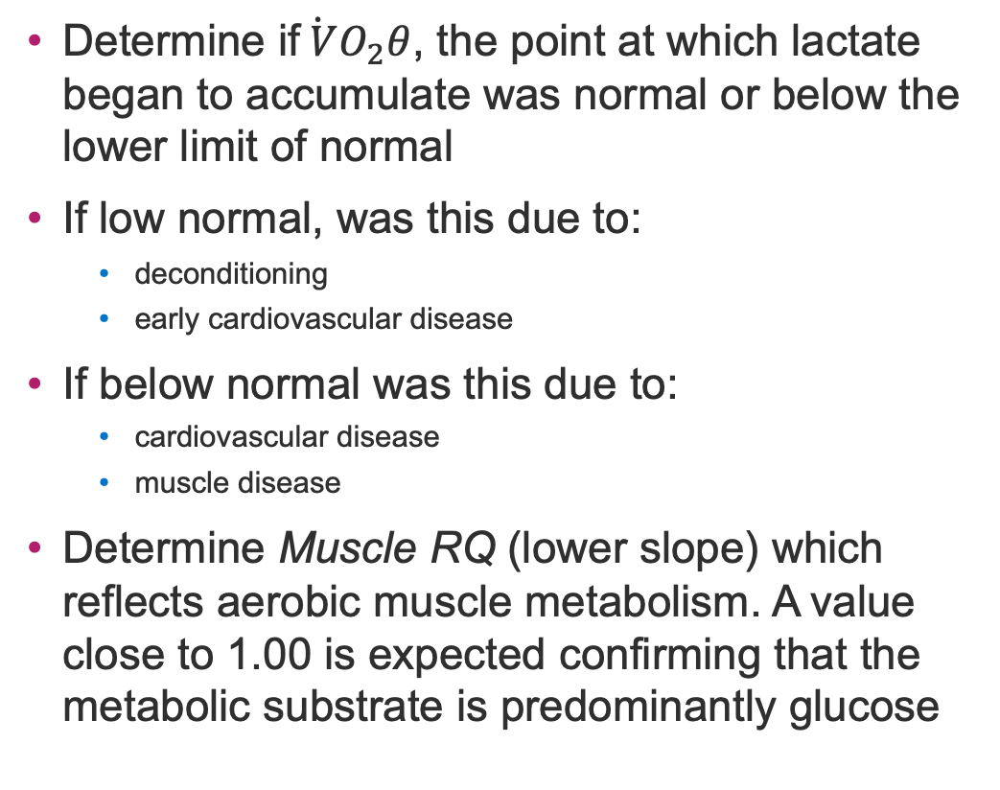 • Determine if V̇O₂θ, the point at which lactate
began to accumulate was normal or below the
lower limit of normal
• If low normal, was this due to:
• deconditioning
• early cardiovascular disease
• If below normal was this due to:
• cardiovascular disease
• muscle disease
• Determine Muscle RQ (lower slope) which
reflects aerobic muscle metabolism. A value
close to 1.00 is expected confirming that the
metabolic substrate is predominantly glucose